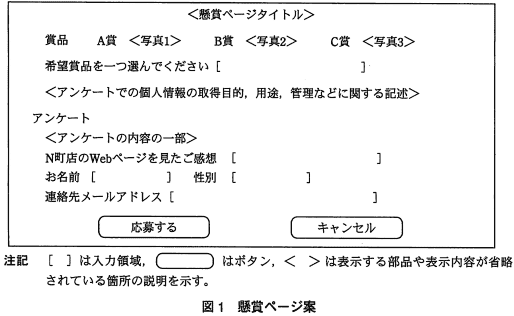 ＜懸賞ページタイトル＞
賞品　A賞　＜写真1＞　B賞　＜写真2＞　C賞　＜写真3＞
希望賞品を一つ選んでください［　　　］
＜アンケートでの個人情報の取得目的，用途，管理などに関する記述＞
アンケート
＜アンケートの内容の一部＞
N町店のWebページを見たご感想　［　　　］
お名前　［　　　］　性別　［　　　］
連絡先メールアドレス［　　　］
応募する　キャンセル
注記　［　］は入力領域，　　　はボタン，＜　＞は表示する部品や表示内容が省略
されている箇所の説明を示す。
図1　懸賞ページ案